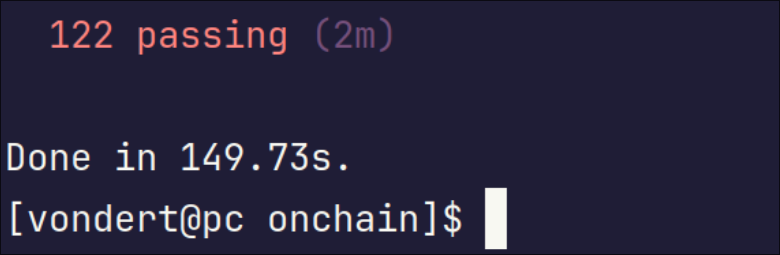 122 passing (2m)
Done in 149.73s.
[vondert@pc onchain]$